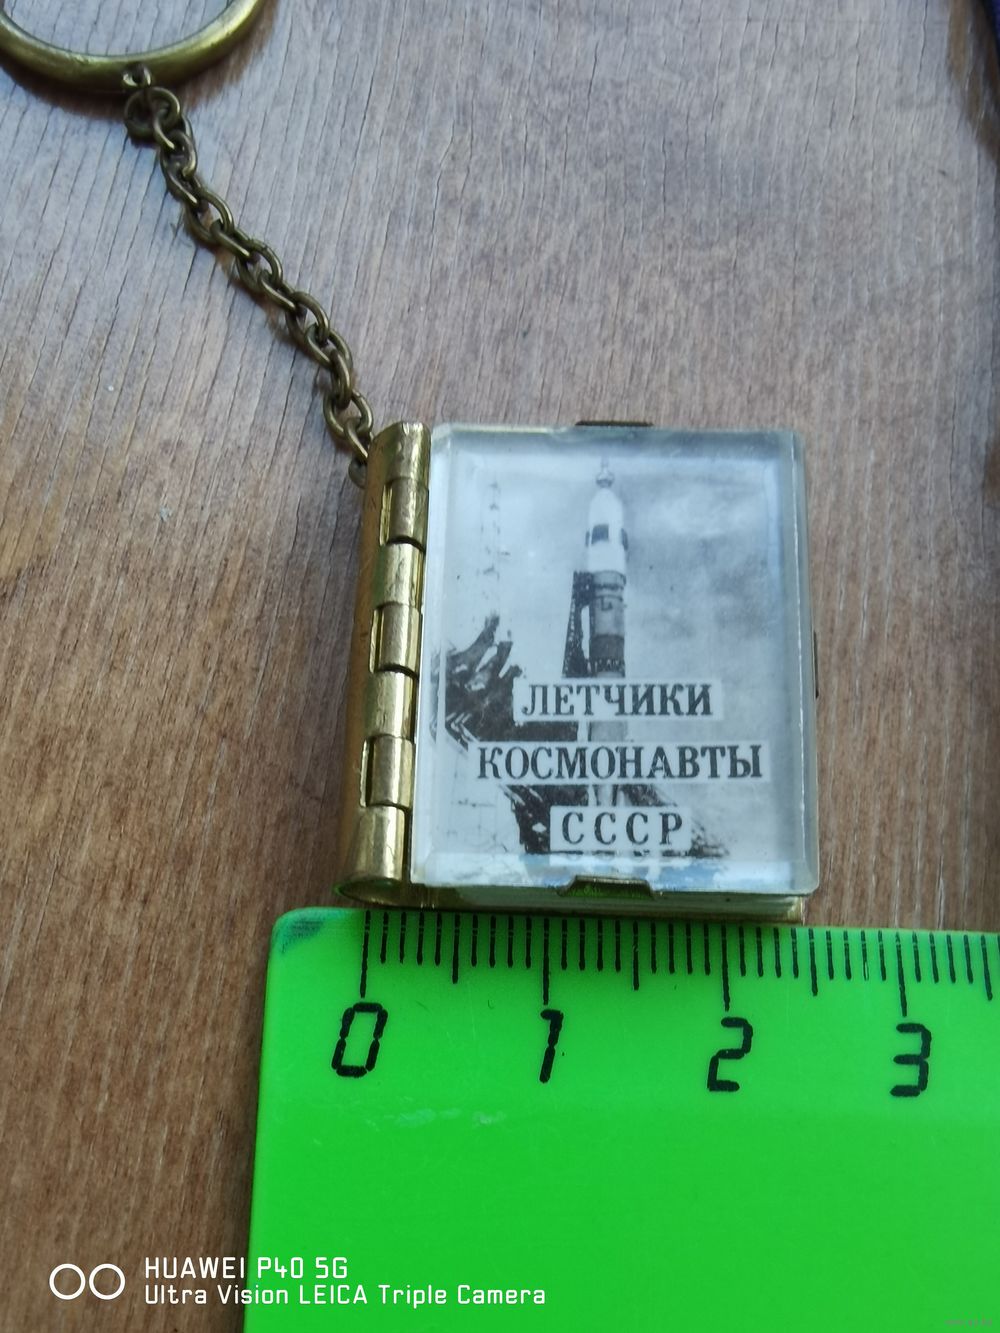 ЛЕТЧИКИ
КОСМОНАВТЫ
СССР
0 1 2 3
HUAWEI P40 5G
Ultra Vision LEICA Triple Camera